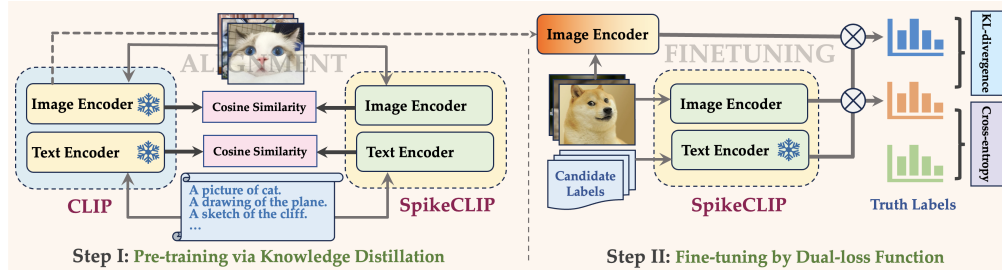 ALIGNMENT
Image Encoder
Cosine Similarity
Image Encoder
Text Encoder
Cosine Similarity
Text Encoder
CLIP
A picture of cat.
A drawing of the plane.
A sketch of the cliff.
...
SpikeCLIP
Step I: Pre-training via Knowledge Distillation
Image Encoder
FINETUNING
Image Encoder
Text Encoder
Candidate
Labels
SpikeCLIP
KL-divergence
Cross-entropy
Truth Labels
Step II: Fine-tuning by Dual-loss Function